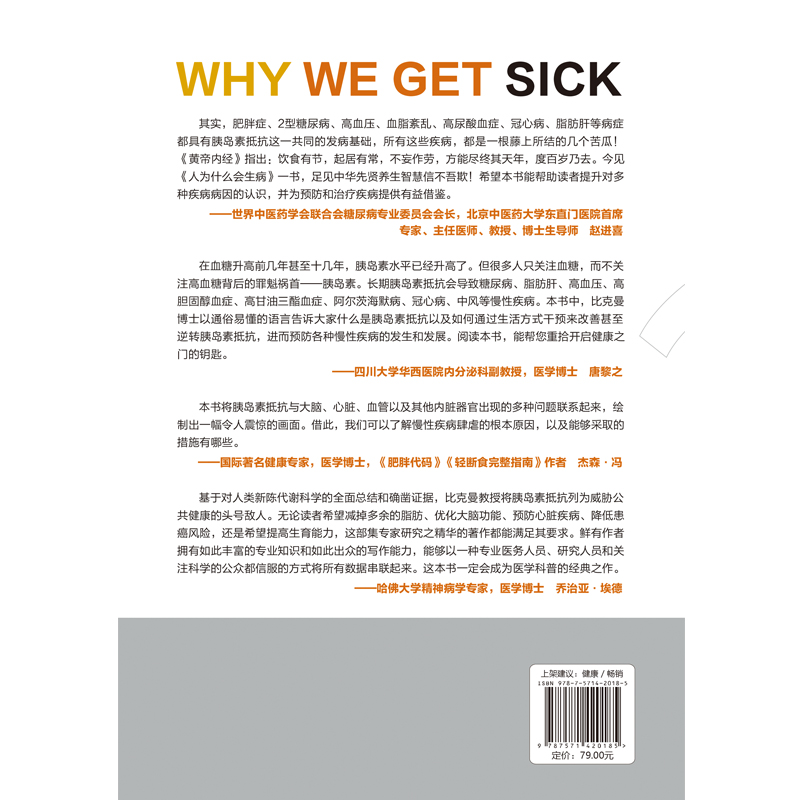 WHY WE GET SICK
其实，肥胖症、2型糖尿病、高血压、血脂紊乱、高尿酸血症、冠心病、脂肪肝等病症
都具有胰岛素抵抗这一共同的发病基础，所有这些疾病，都是一根藤上所结的几个苦瓜！
《黄帝内经》指出：饮食有节，起居有常，不妄作劳，方能尽终其天年，度百岁乃去。今见
《人为什么会生病》一书，足见中华先贤养生智慧信不吾欺！希望本书能帮助读者提升对多
种疾病病因的认识，并为预防和治疗疾病提供有益借鉴。
——世界中医药学会联合会糖尿病专业委员会会长，北京中医药大学东直门医院首席
专家、主任医师、教授、博士生导师 赵进喜
在血糖升高前几年甚至十几年，胰岛素水平已经升高了。但很多人只关注血糖，而不关
注高血糖背后的罪魁祸首——胰岛素。长期胰岛素抵抗会导致糖尿病、脂肪肝、高血压、高
胆固醇血症、高甘油三酯血症、阿尔茨海默病、冠心病、中风等慢性疾病。本书中，比克曼
博士以通俗易懂的语言告诉大家什么是胰岛素抵抗以及如何通过生活方式干预来改善甚至
逆转胰岛素抵抗，进而预防各种慢性疾病的发生和发展。阅读本书，能帮您重拾开启健康之
门的钥匙。
——四川大学华西医院内分泌科副教授，医学博士 唐黎之
本书将胰岛素抵抗与大脑、心脏、血管以及其他内脏器官出现的多种问题联系起来，绘
制出一幅令人震惊的画面。借此，我们可以了解慢性疾病肆虐的根本原因，以及能够采取的
措施有哪些。
——国际著名健康专家，医学博士，《肥胖代码》《轻断食完整指南》作者 杰森·冯
基于对人类新陈代谢科学的全面总结和确凿证据，比克曼教授将胰岛素抵抗列为威胁公
共健康的头号敌人。无论读者希望减掉多余的脂肪、优化大脑功能、预防心脏疾病、降低患
癌风险，还是希望提高生育能力，这部集专家研究之精华的著作都能满足其要求。鲜有作者
拥有如此丰富的专业知识和如此出众的写作能力，能够以一种专业医务人员、研究人员和关
注科学的公众都信服的方式将所有数据串联起来。这本书一定会成为医学科普的经典之作。
——哈佛大学精神病学专家，医学博士 乔治亚·埃德
上架建议：健康 / 畅销
ISBN 978-7-5714-2018-5
9 787571 420185 >
定价：79.00元